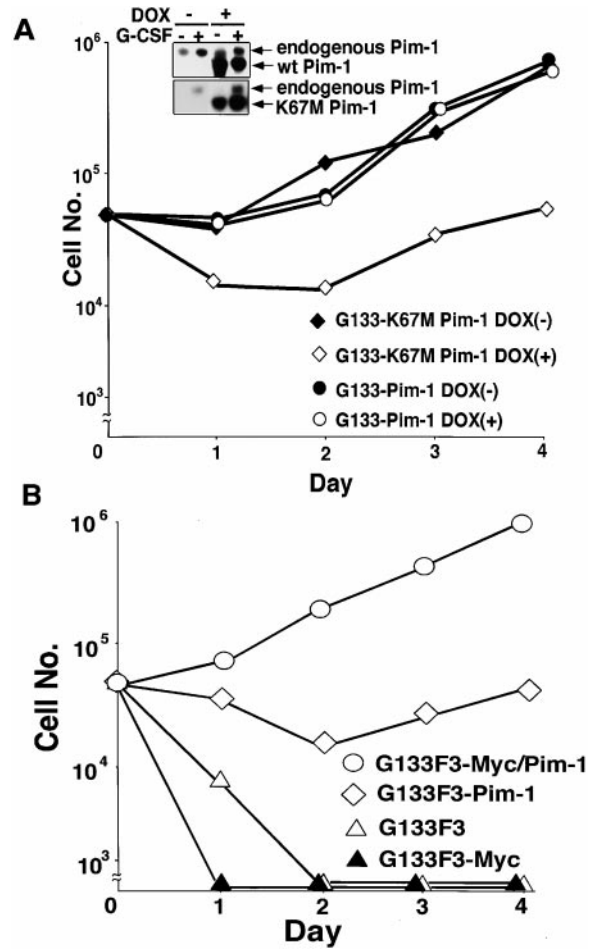 A
DOX - +
G-CSF - + - +
endogenous Pim-1
wt Pim-1
endogenous Pim-1
K67M Pim-1
10^6
10^5
10^4
10^3
Cell No.
G133-K67M Pim-1 DOX(-)
G133-K67M Pim-1 DOX(+)
G133-Pim-1 DOX(-)
G133-Pim-1 DOX(+)
0 1 2 3 4
Day
B
10^6
10^5
10^4
10^3
Cell No.
G133F3-Myc/Pim-1
G133F3-Pim-1
G133F3
G133F3-Myc
0 1 2 3 4
Day